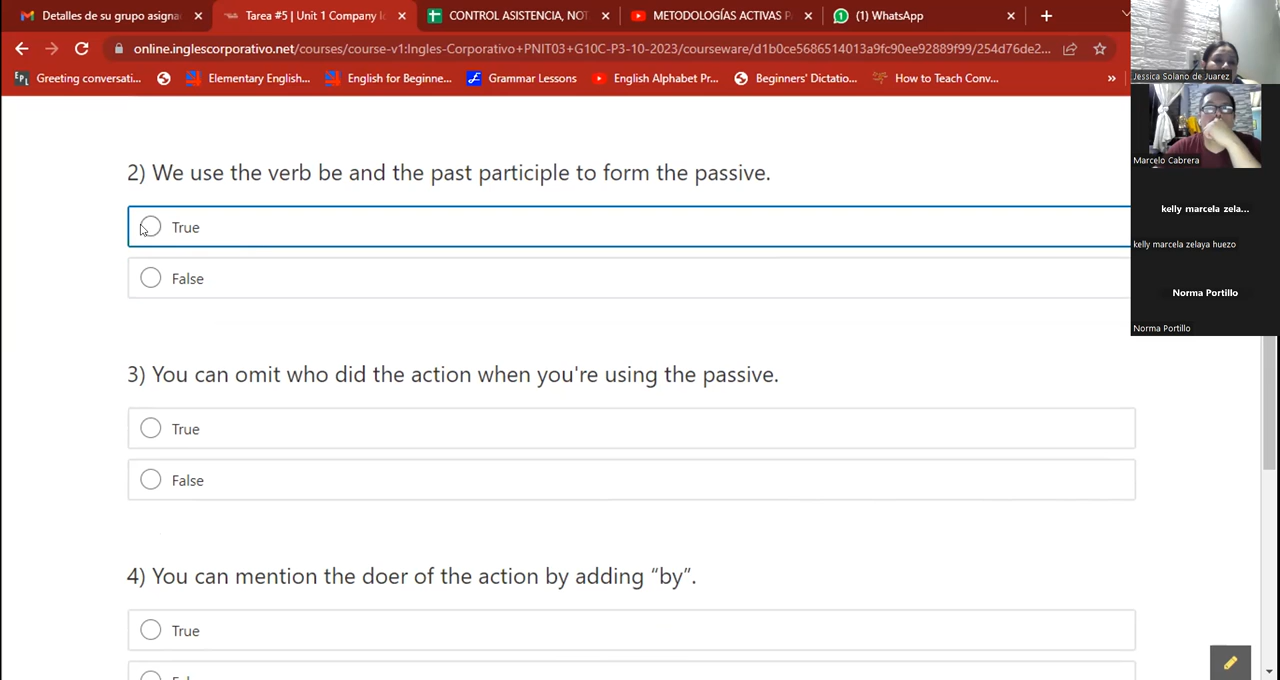 Detalles de su grupo asigna
Tarea #5 | Unit 1 Company I
CONTROL ASISTENCIA, NOT
METODOLOGÍAS ACTIVAS P
(1) WhatsApp
online.inglescorporativo.net/courses/course-v1:Ingles-Corporativo+PNIT03+G10C-P3-10-2023/courseware/d1b0ce5686514013a9fc90ee92889f99/254d76de2...
Greeting conversati...
Elementary English...
English for Beginne...
Grammar Lessons
English Alphabet Pr...
Beginners' Dictatio...
How to Teach Conv...
»
Jessica Solano de Juarez
Marcelo Cabrera
kelly marcela zela...
kelly marcela zelaya huezo
Norma Portillo
Norma Portillo
2) We use the verb be and the past participle to form the passive.
True
False
3) You can omit who did the action when you're using the passive.
True
False
4) You can mention the doer of the action by adding “by”.
True